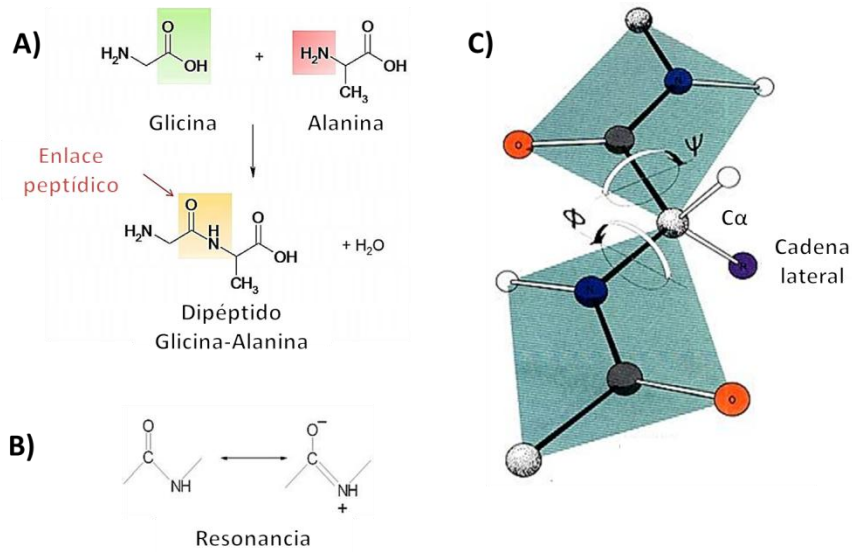 A)
H₂N
O
OH
Glicina
+
H₂N
O
OH
CH₃
Alanina
Enlace
peptídico
H₂N
O
N
H
O
OH
CH₃
+ H₂O
Dipéptido
Glicina-Alanina
B)
O
C
NH
O⁻
C
NH
+
Resonancia
C)
N
O
Ψ
Φ
Cα
R
Cadena
lateral
N
O